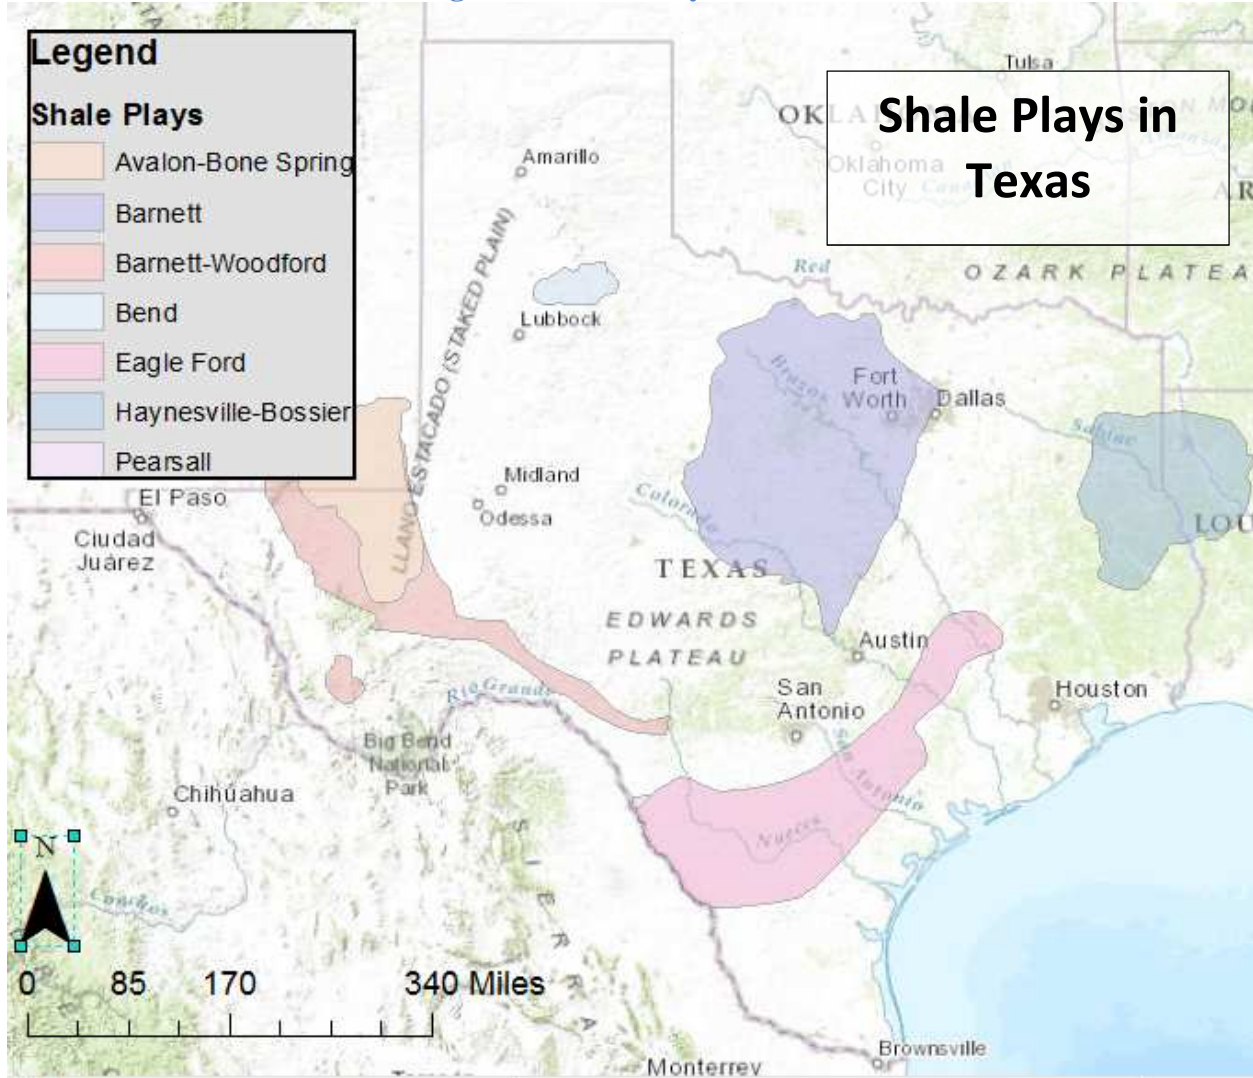 Legend
Shale Plays
Avalon-Bone Spring
Barnett
Barnett-Woodford
Bend
Eagle Ford
Haynesville-Bossier
Pearsall
Shale Plays in
Texas
Tulsa
Oklahoma
City
OZARK PLATEA
Amarillo
Red
LLANO ESTACADO (STAKED PLAIN)
Lubbock
Brazos
Fort
Worth
Dallas
Sabine
El Paso
Ciudad
Juárez
Midland
Odessa
Colorado
LOU
TEXAS
EDWARDS
PLATEAU
Austin
San
Antonio
Houston
Rio Grande
Big Bend
National
Park
San Antonio
Nueces
Chihuahua
Conchos
SIERRA
N
0 85 170 340 Miles
Brownsville
Monterrey